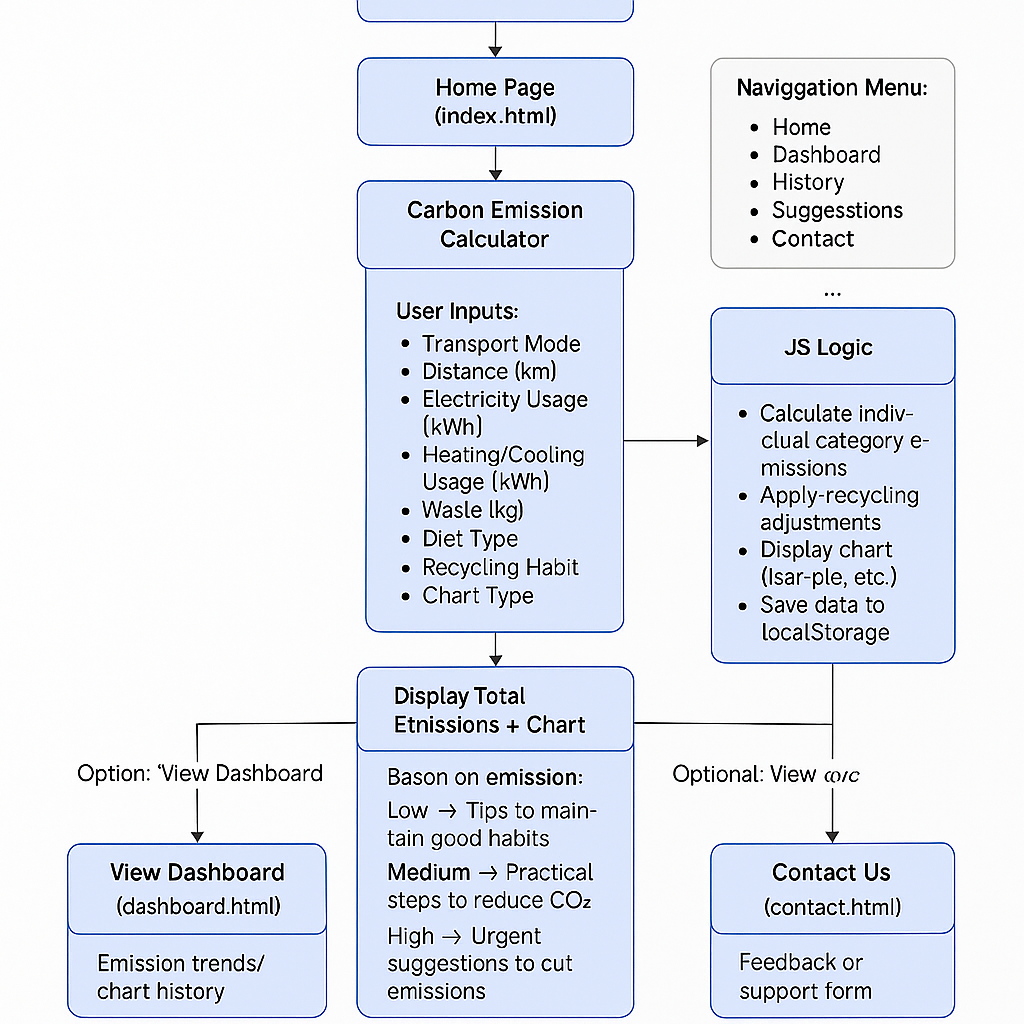 Home Page
(index.html)
Naviggation Menu:
• Home
• Dashboard
• History
• Suggesstions
• Contact
...
Carbon Emission
Calculator
User Inputs:
• Transport Mode
• Distance (km)
• Electricity Usage
(kWh)
• Heating/Cooling
Usage (kWh)
• Wasle lkg)
• Diet Type
• Recycling Habit
• Chart Type
JS Logic
• Calculate indiv-
clual category e-
missions
• Apply-recycling
adjustments
• Display chart
(Isar-ple, etc.)
• Save data to
localStorage
Display Total
Etnissions + Chart
Bason on emission:
Low → Tips to main-
tain good habits
Medium → Practical
steps to reduce CO₂
High → Urgent
suggestions to cut
emissions
Option: ‘View Dashboard
View Dashboard
(dashboard.html)
Emission trends/
chart history
Optional: View
Contact Us
(contact.html)
Feedback or
support form